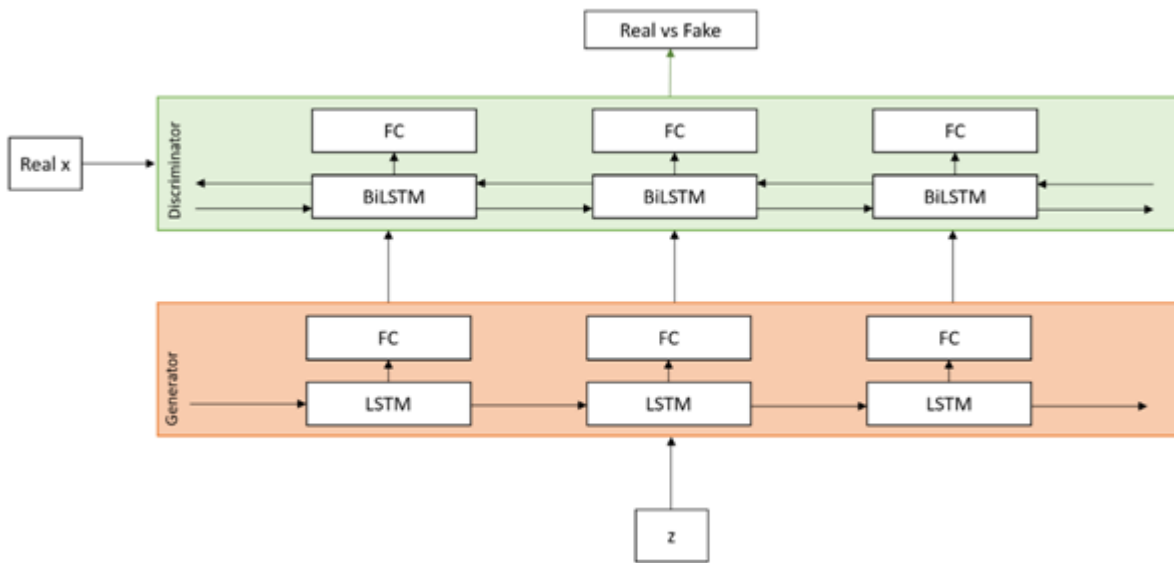 Real vs Fake
Real x
Discriminator
FC
FC
FC
BiLSTM
BiLSTM
BiLSTM
Generator
FC
FC
FC
LSTM
LSTM
LSTM
z